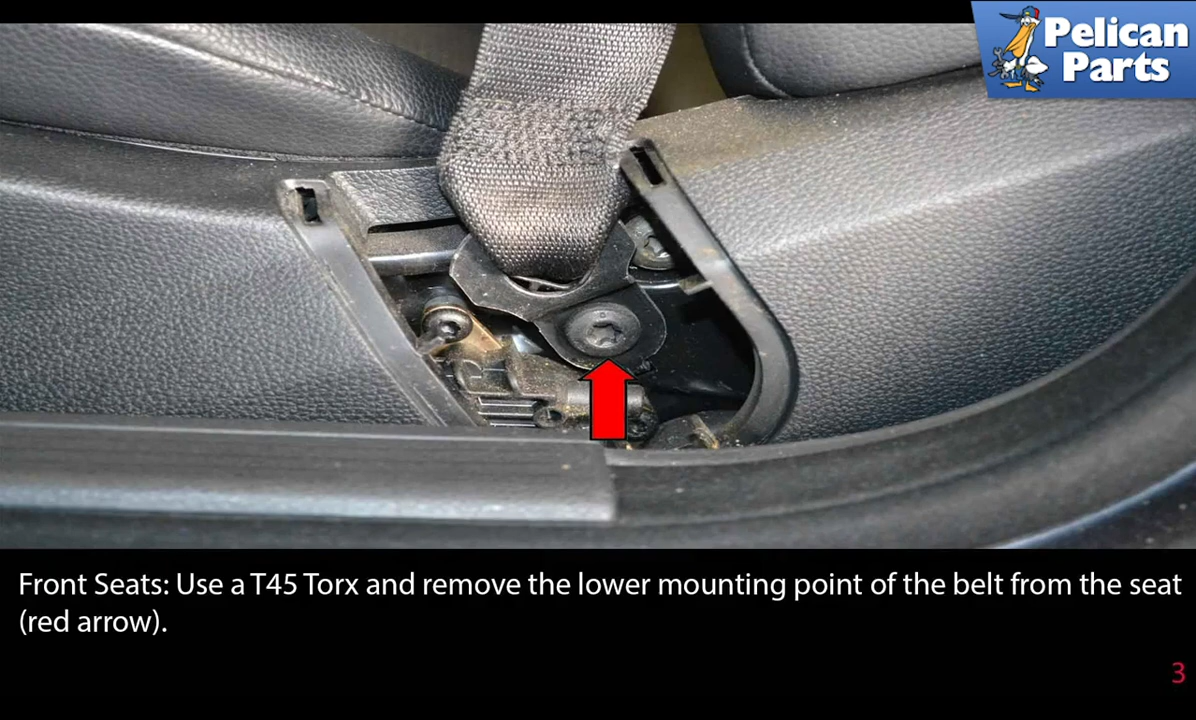 Pelican
Parts
Front Seats: Use a T45 Torx and remove the lower mounting point of the belt from the seat
(red arrow).
3